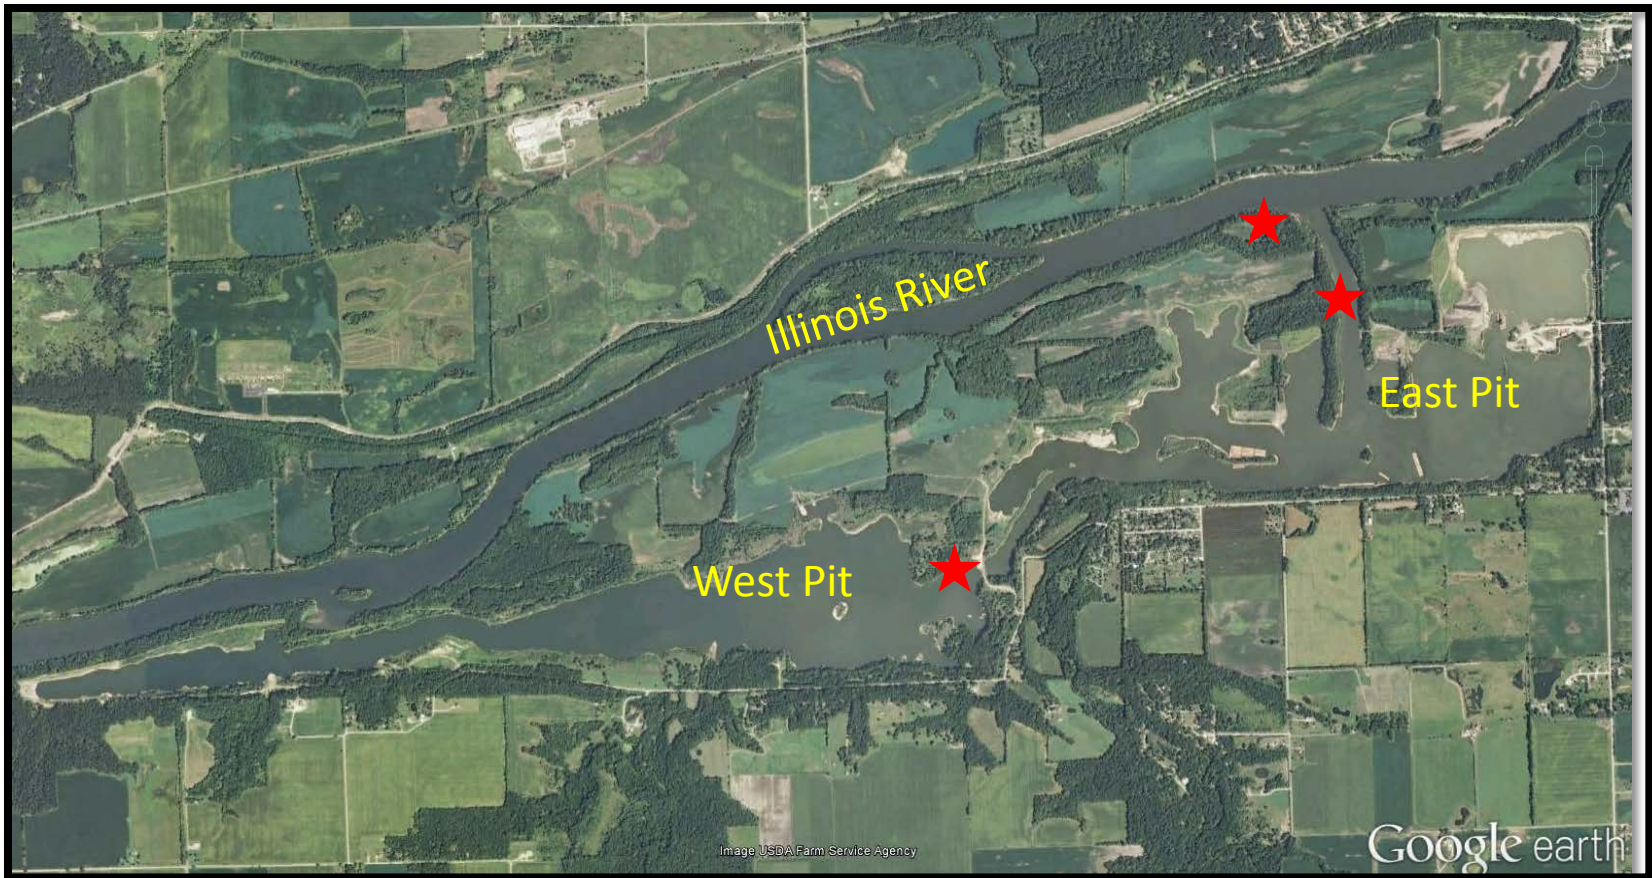 Illinois River
East Pit
West Pit
Image USDA Farm Service Agency
Google earth